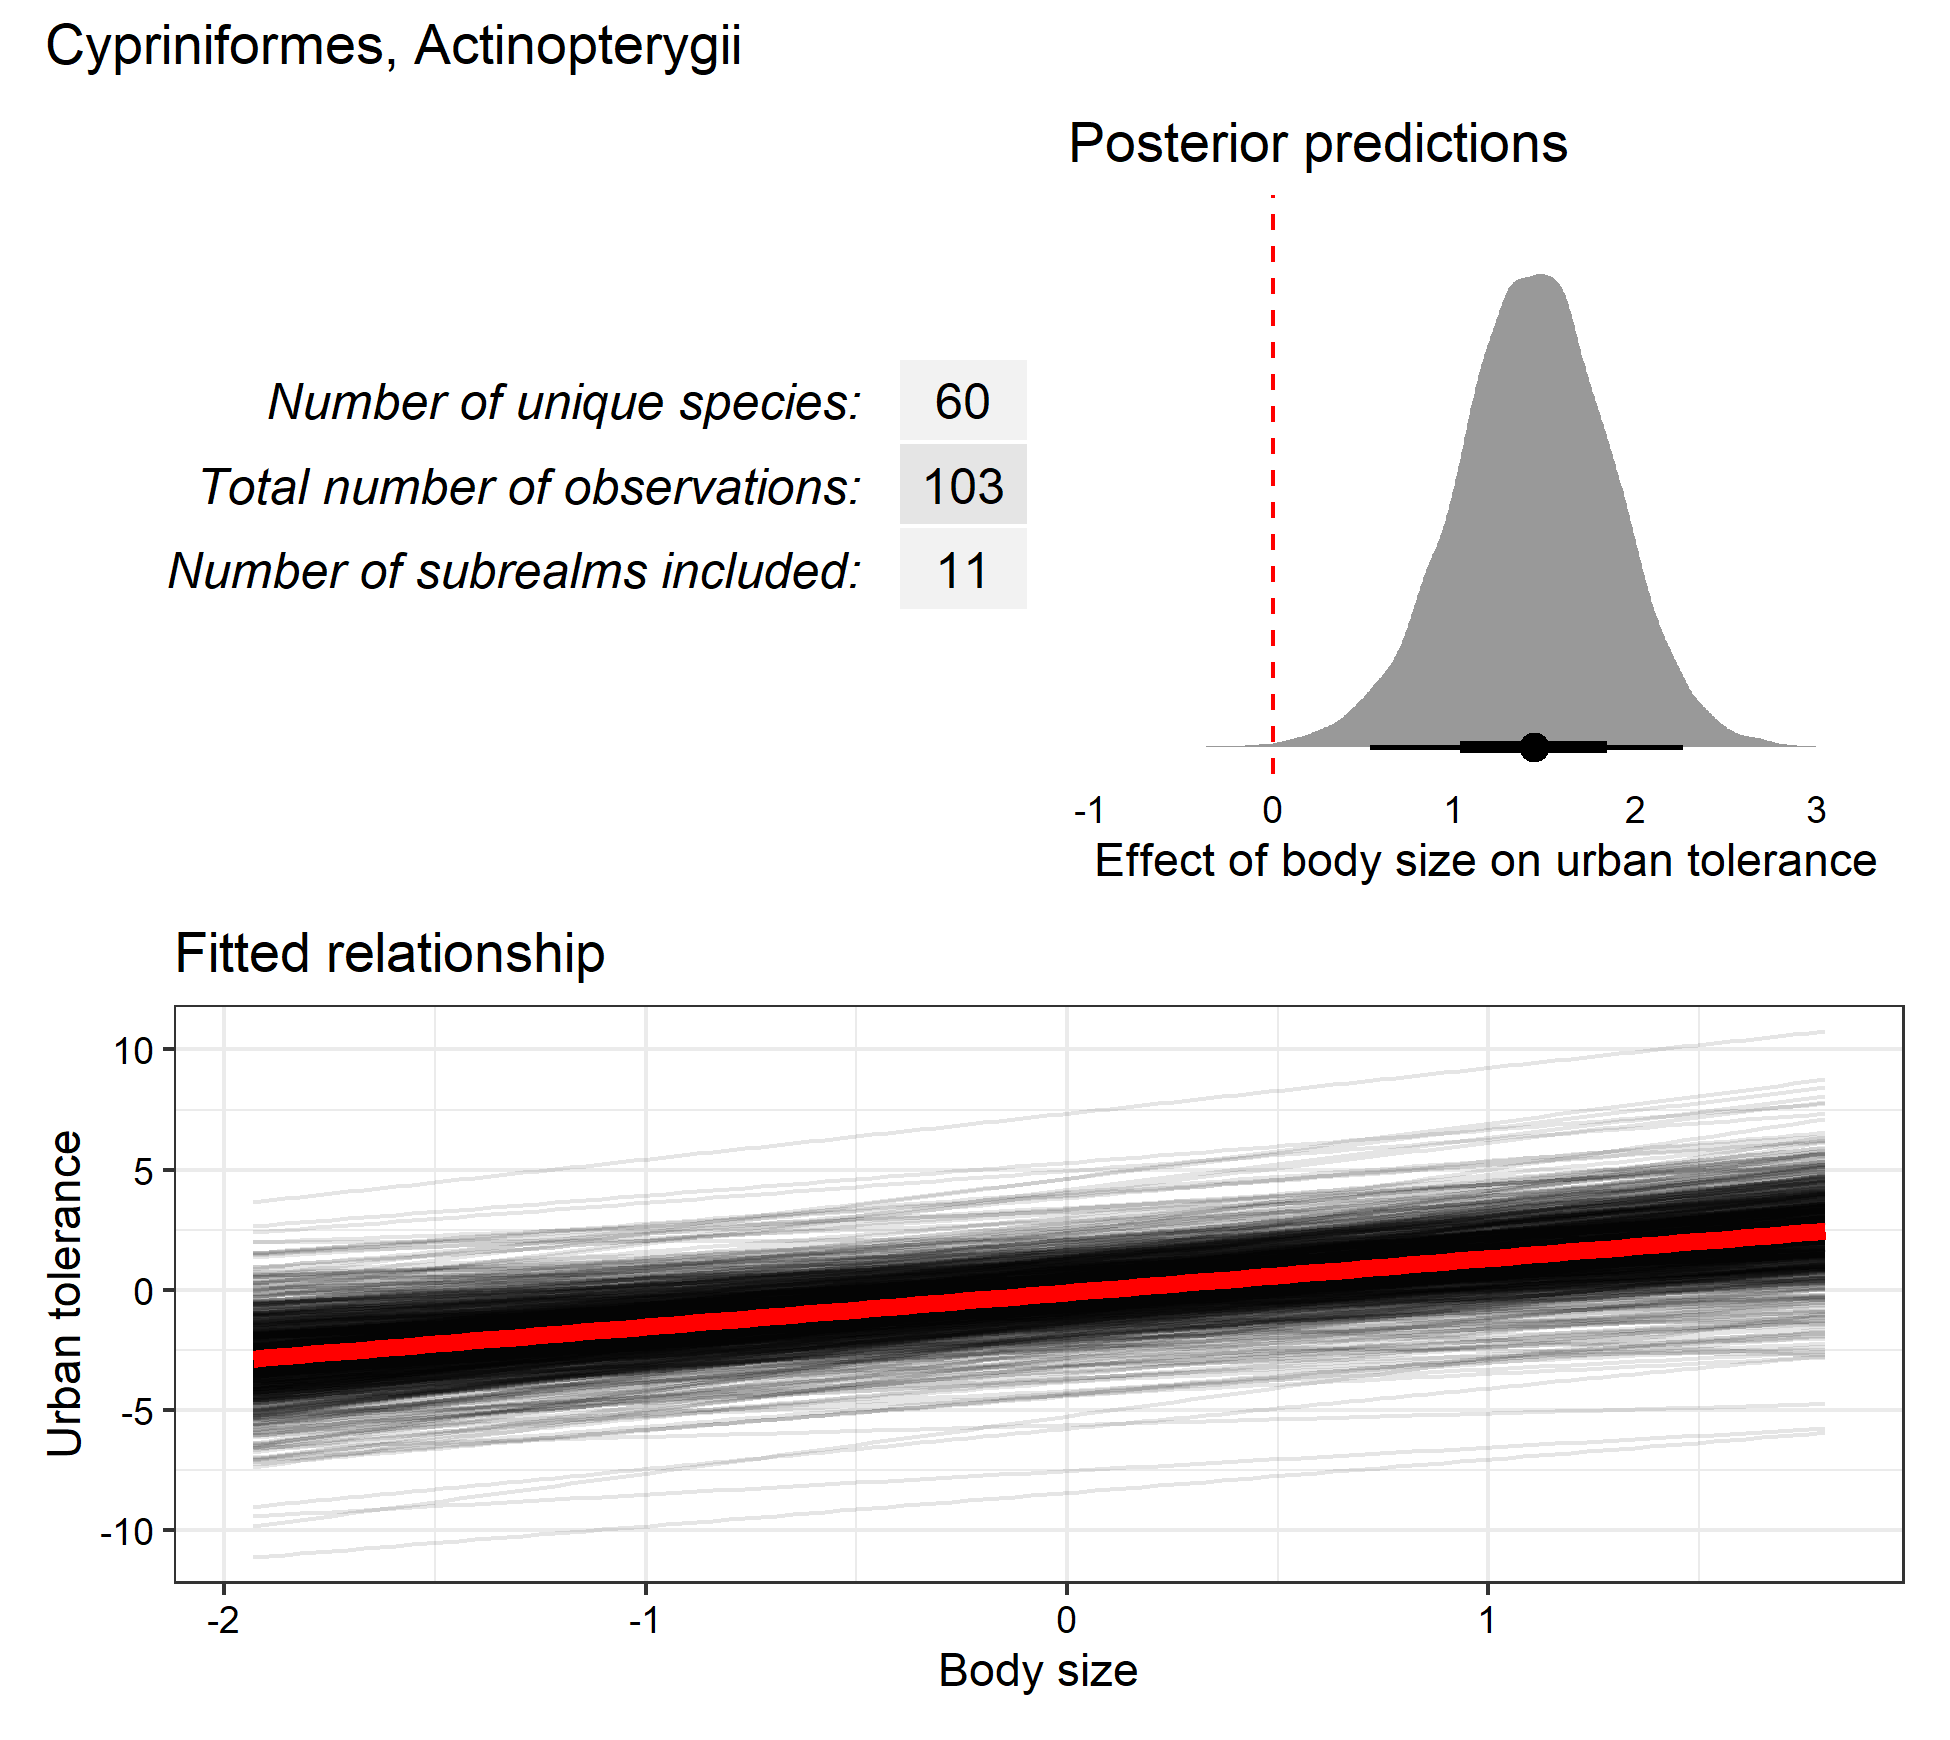 Cypriniformes, Actinopterygii
Posterior predictions
Number of unique species: 60
Total number of observations: 103
Number of subrealms included: 11
-1 0 1 2 3
Effect of body size on urban tolerance
Fitted relationship
Urban tolerance
10
5
0
-5
-10
-2 -1 0 1
Body size